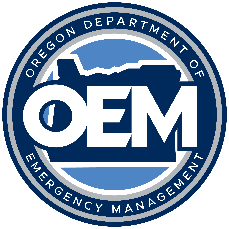 OREGON DEPARTMENT OF
OEM
EMERGENCY MANAGEMENT